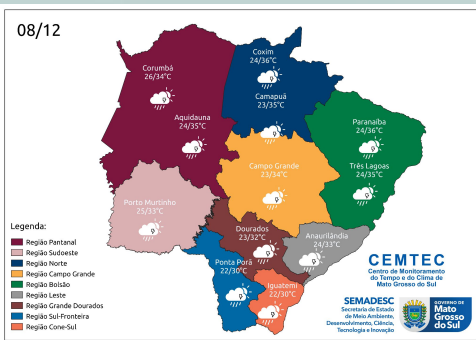 08/12
Coxim
24/36°C
Corumbá
26/34°C
Camapuã
23/35°C
Aquidauna
24/35°C
Paranaíba
24/36°C
Campo Grande
23/34°C
Três Lagoas
24/35°C
Porto Murtinho
25/33°C
Dourados
23/32°C
Anaurilândia
24/33°C
Ponta Porã
22/30°C
Iguatemi
22/30°C
Legenda:
Região Pantanal
Região Sudoeste
Região Norte
Região Campo Grande
Região Bolsão
Região Leste
Região Grande Dourados
Região Sul-Fronteira
Região Cone-Sul
CEMTEC
Centro de Monitoramento
do Tempo e do Clima de
Mato Grosso do Sul
SEMADESC
Secretaria de Estado
de Meio Ambiente,
Desenvolvimento, Ciência,
Tecnologia e Inovação
GOVERNO DE
Mato
Grosso
do Sul